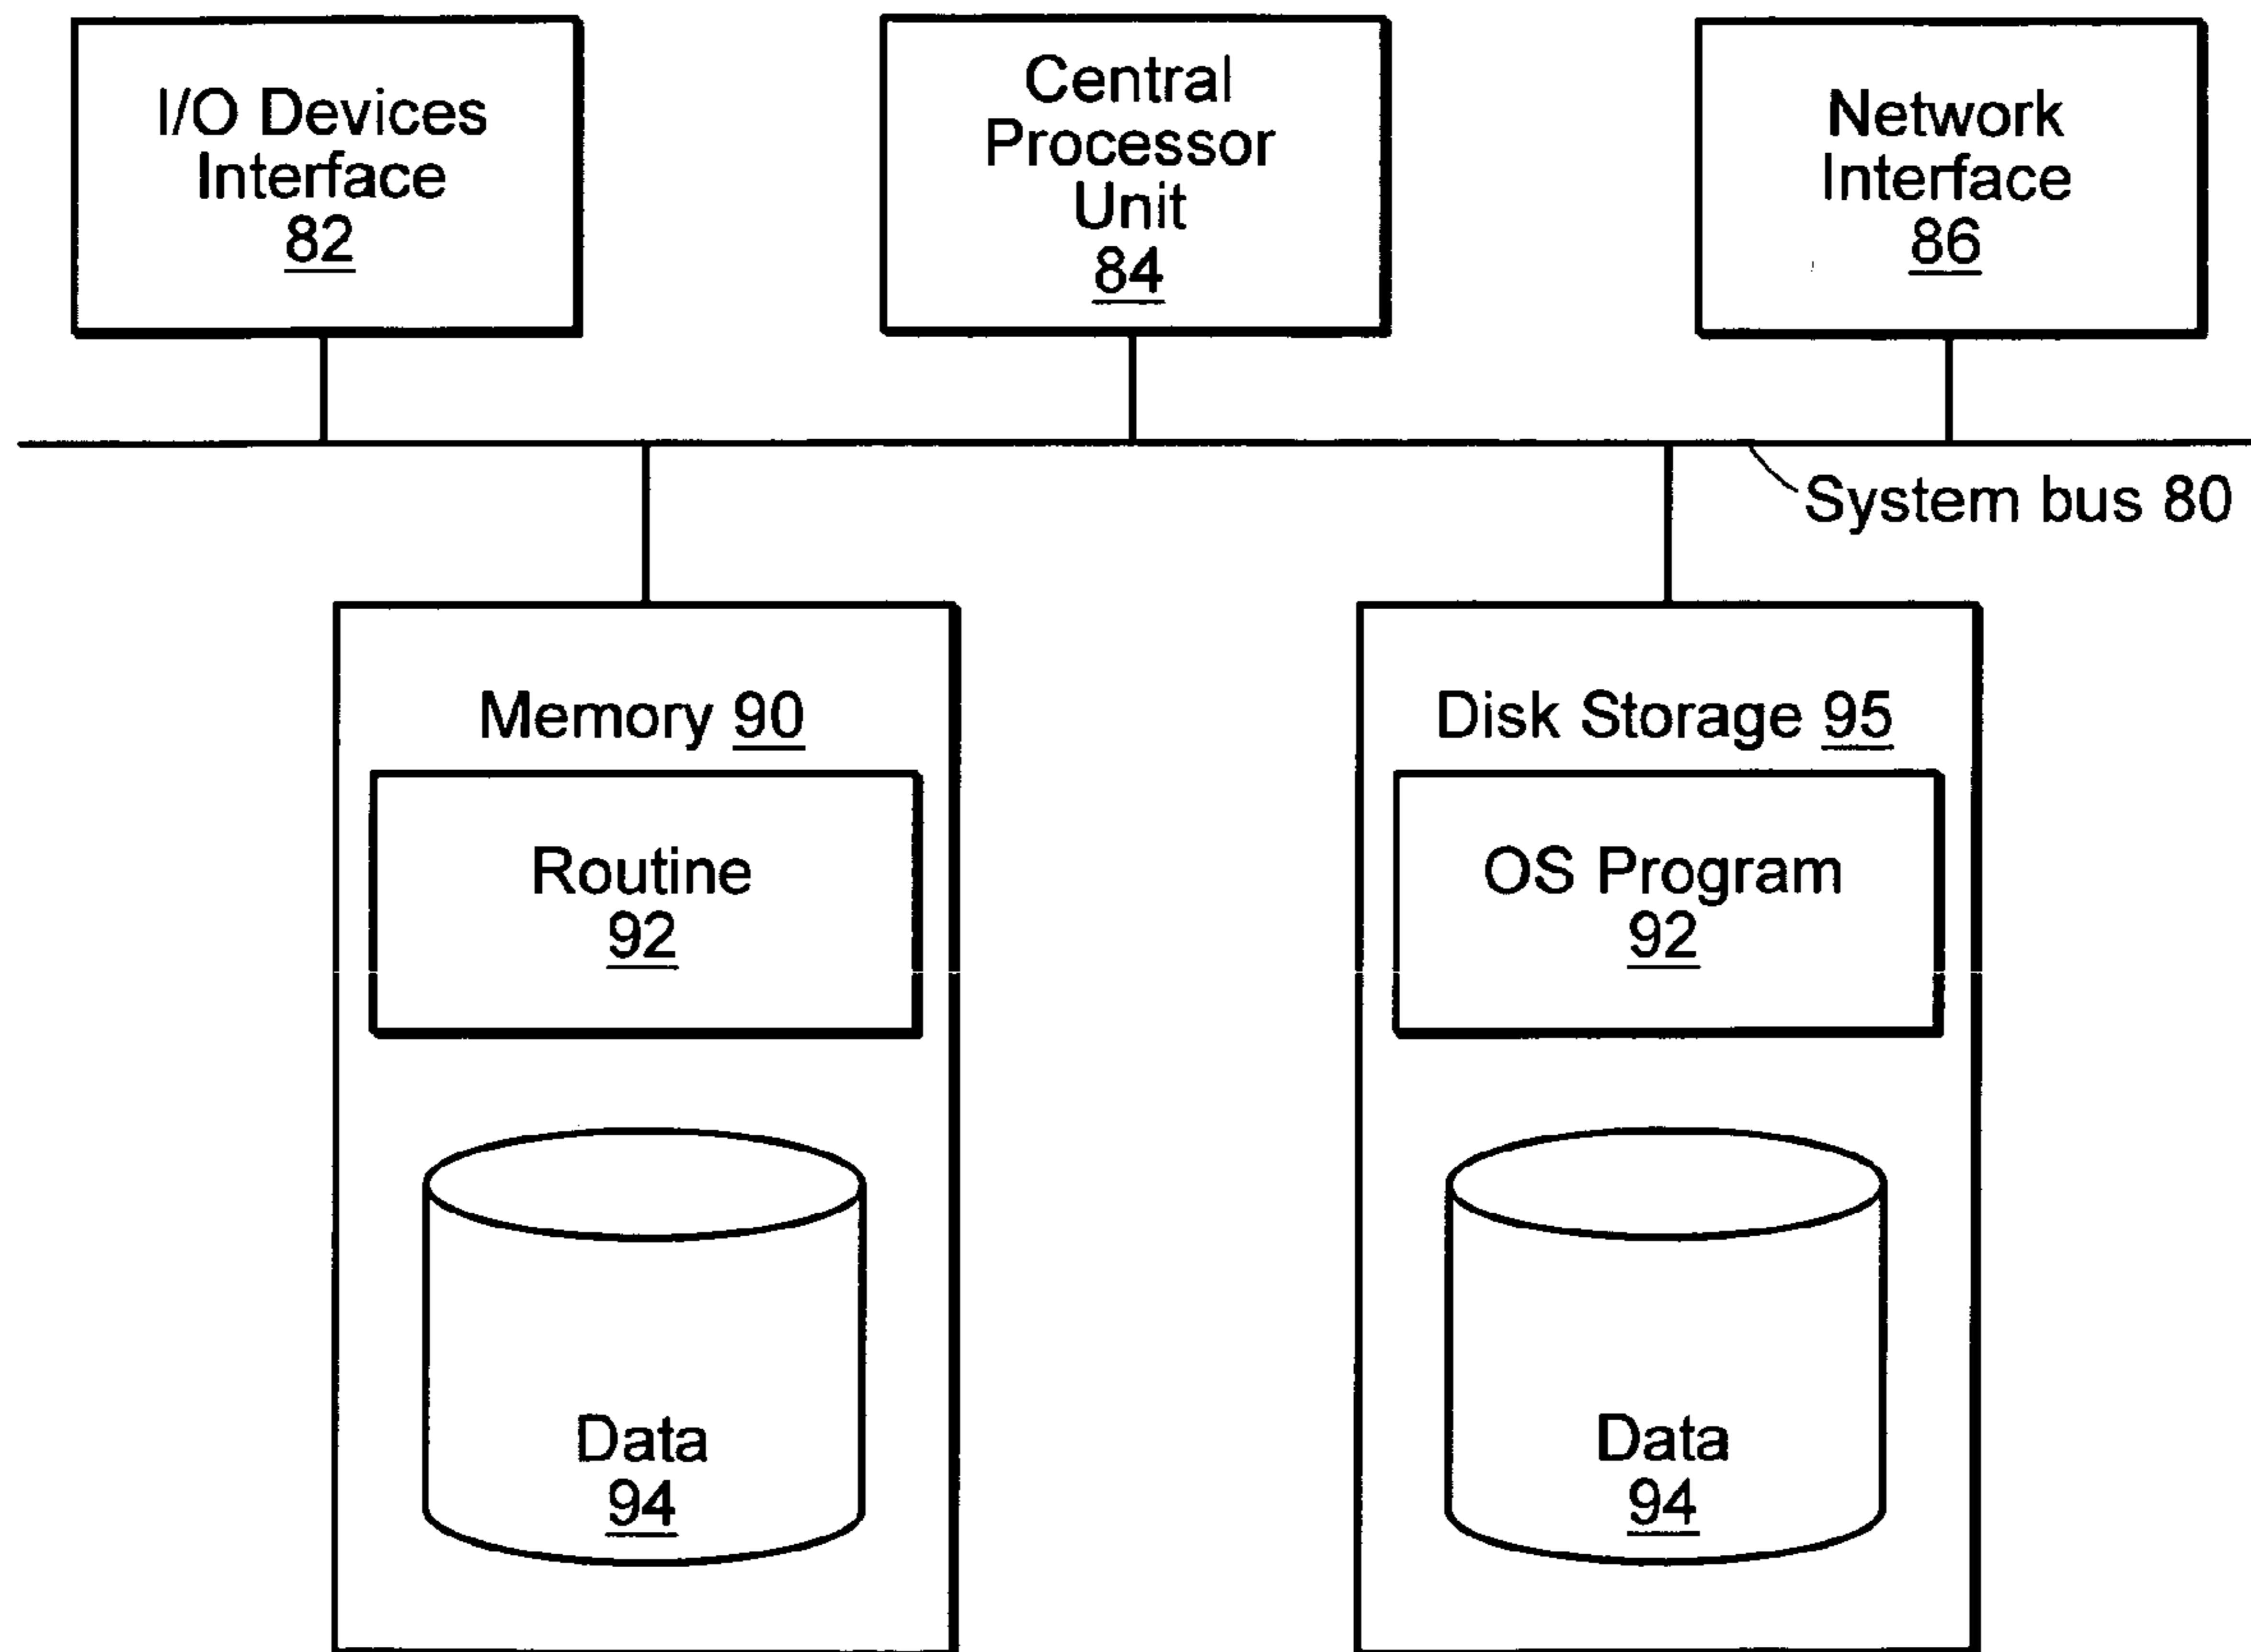 I/O Devices
Interface
82
Central
Processor
Unit
84
Network
Interface
86
System bus 80
Memory 90
Routine
92
Data
94
Disk Storage 95
OS Program
92
Data
94